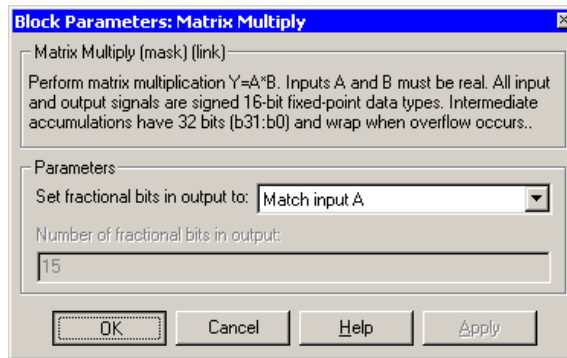 Block Parameters: Matrix Multiply
Matrix Multiply (mask) (link)
Perform matrix multiplication Y=A*B. Inputs A and B must be real. All input
and output signals are signed 16-bit fixed-point data types. Intermediate
accumulations have 32 bits (b31:b0) and wrap when overflow occurs..
Parameters
Set fractional bits in output to: Match input A
Number of fractional bits in output:
15
OK Cancel Help Apply